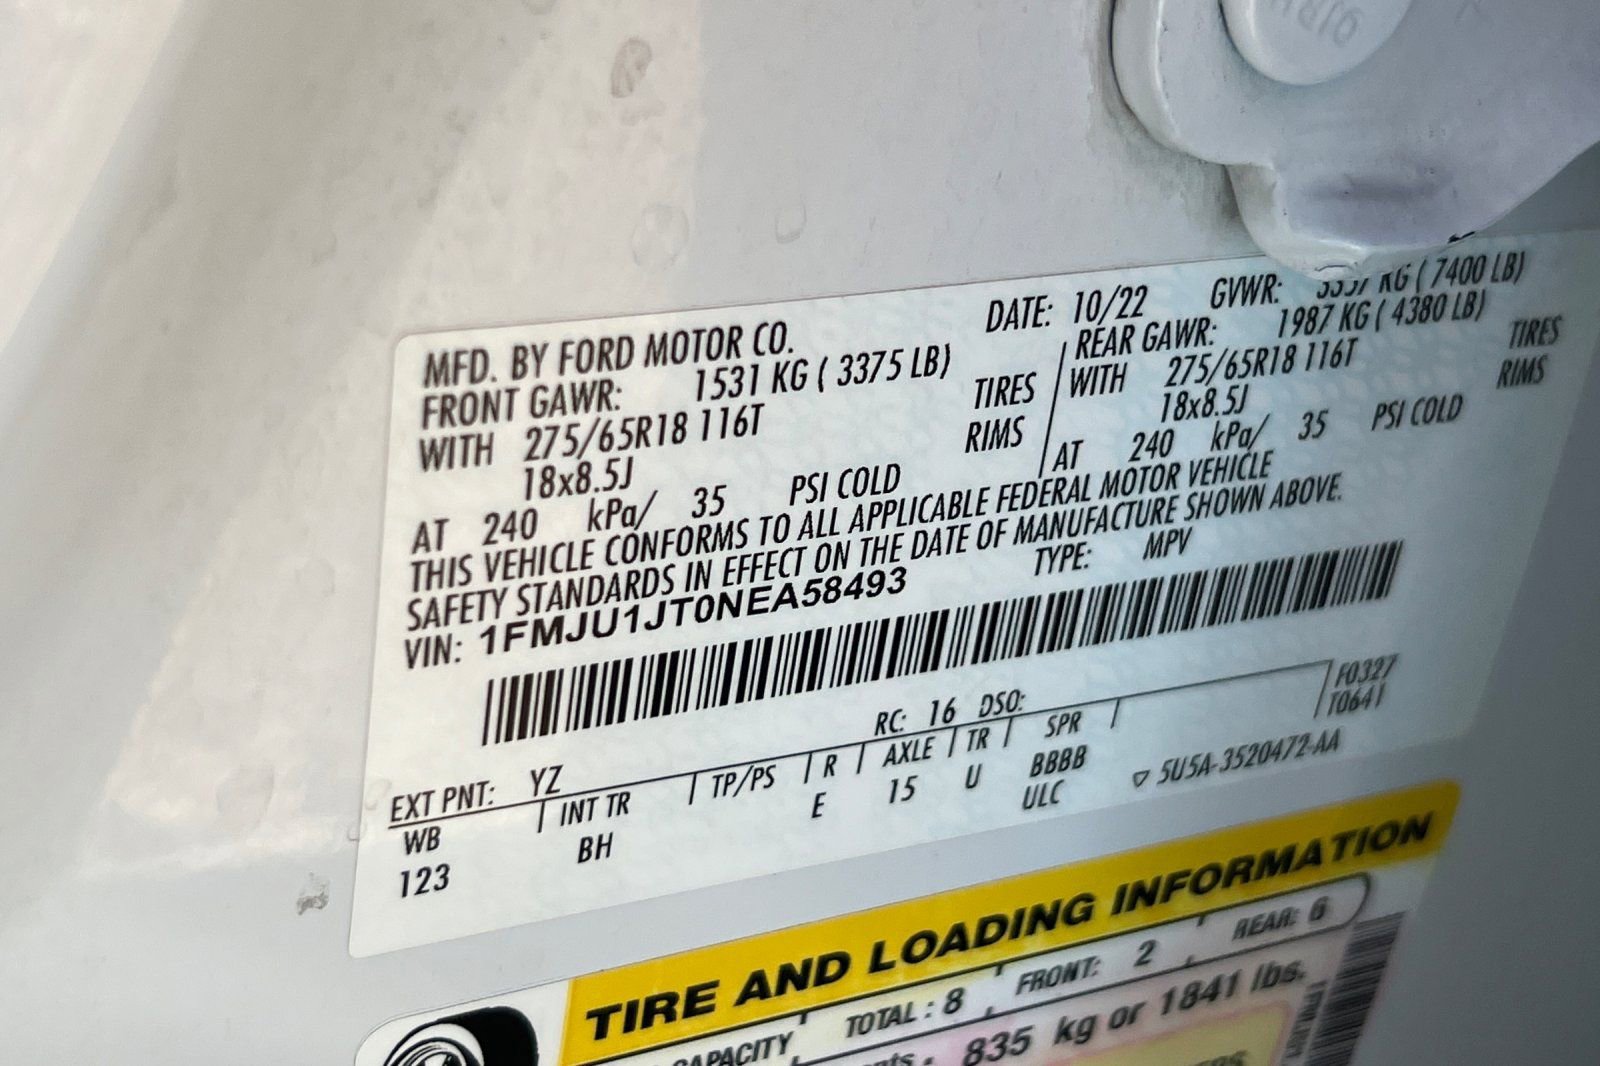 MFD. BY FORD MOTOR CO. DATE: 10/22 GVWR: 3357 KG ( 7400 LB)
FRONT GAWR: 1531 KG ( 3375 LB) REAR GAWR: 1987 KG ( 4380 LB)
WITH 275/65R18 116T TIRES WITH 275/65R18 116T TIRES
18x8.5J RIMS 18x8.5J RIMS
AT 240 kPa/ 35 PSI COLD AT 240 kPa/ 35 PSI COLD
THIS VEHICLE CONFORMS TO ALL APPLICABLE FEDERAL MOTOR VEHICLE
SAFETY STANDARDS IN EFFECT ON THE DATE OF MANUFACTURE SHOWN ABOVE.
VIN: 1FMJU1JT0NEA58493 TYPE: MPV
F0327
EXT PNT: YZ RC: 16 DSO: T0641
WB INT TR TP/PS R AXLE TR SPR
123 BH E 15 U BBBB
ULC ▽ 5U5A-3520472-AA
TIRE AND LOADING INFORMATION
CAPACITY TOTAL : 8 FRONT: 2 REAR: 6
835 kg or 1841 lbs.